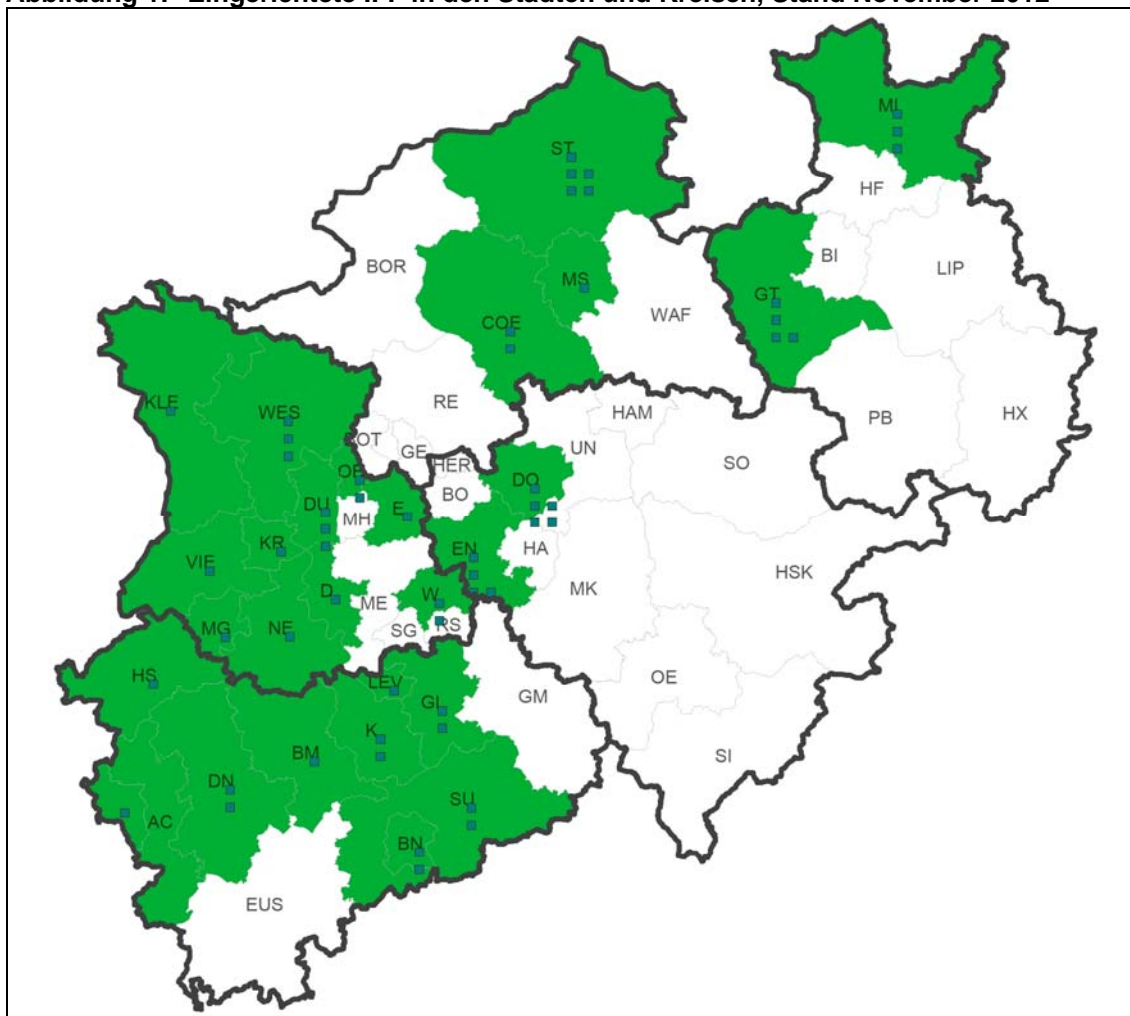 Abbildung 1: Eingerichtete in den Städten und Kreisen, Stand November 2012
MI
ST
HF
BI
LIP
BOR
MS
GT
WAF
COE
KLE
WES
RE
HAM
PB
HX
BOT
GE
UN
SO
HER
OB
DO
BO
DU
MH
E
HA
EN
KR
VIE
HSK
MK
D
ME
W
MG
NE
SG
RS
HS
LEV
OE
GL
GM
K
BM
SI
DN
SU
AC
BN
EUS